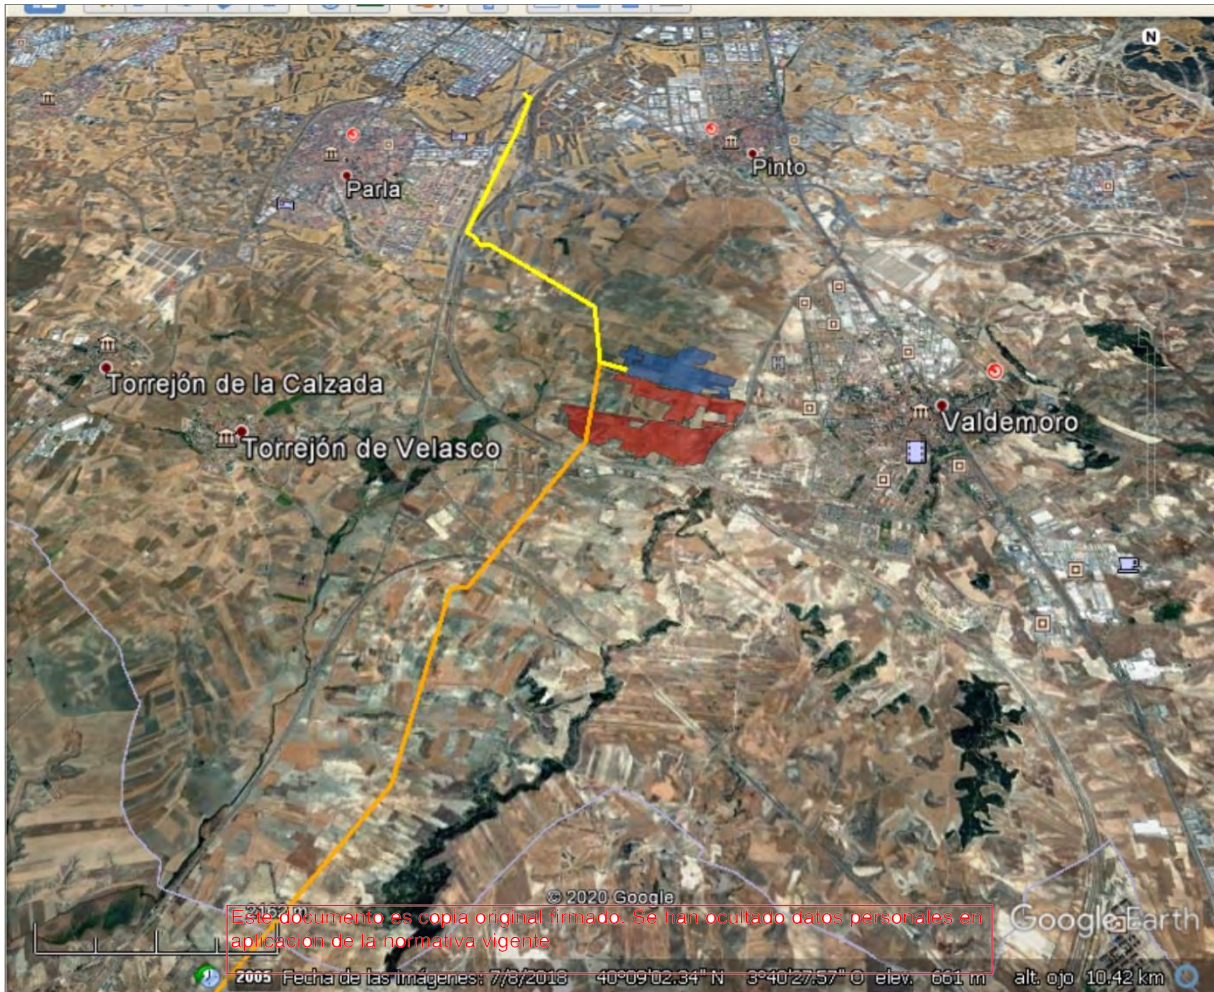 N
Parla
Pinto
Torrejón de la Calzada
Torrejón de Velasco
Valdemoro
H
© 2020 Google
Este documento es copia original firmado. Se han ocultado datos personales en
aplicación de la normativa vigente
Google Earth
2005 Fecha de las imágenes: 7/8/2018 40°09'02.34" N 3°40'27.57" O elev. 661 m alt. ojo 10.42 km